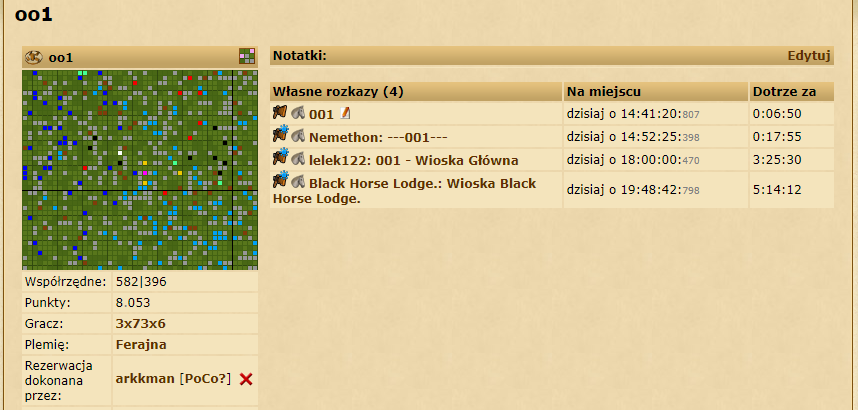 oo1
oo1
Współrzędne: 582|396
Punkty: 8.053
Gracz: 3x73x6
Plemię: Ferajna
Rezerwacja dokonana przez: arkkman [PoCo?]
Notatki: Edytuj
Własne rozkazy (4) Na miejscu Dotrze za
001 dzisiaj o 14:41:20:807 0:06:50
Nemethon: ---001--- dzisiaj o 14:52:25:398 0:17:55
lelek122: 001 - Wioska Główna dzisiaj o 18:00:00:470 3:25:30
Black Horse Lodge.: Wioska Black Horse Lodge. dzisiaj o 19:48:42:798 5:14:12